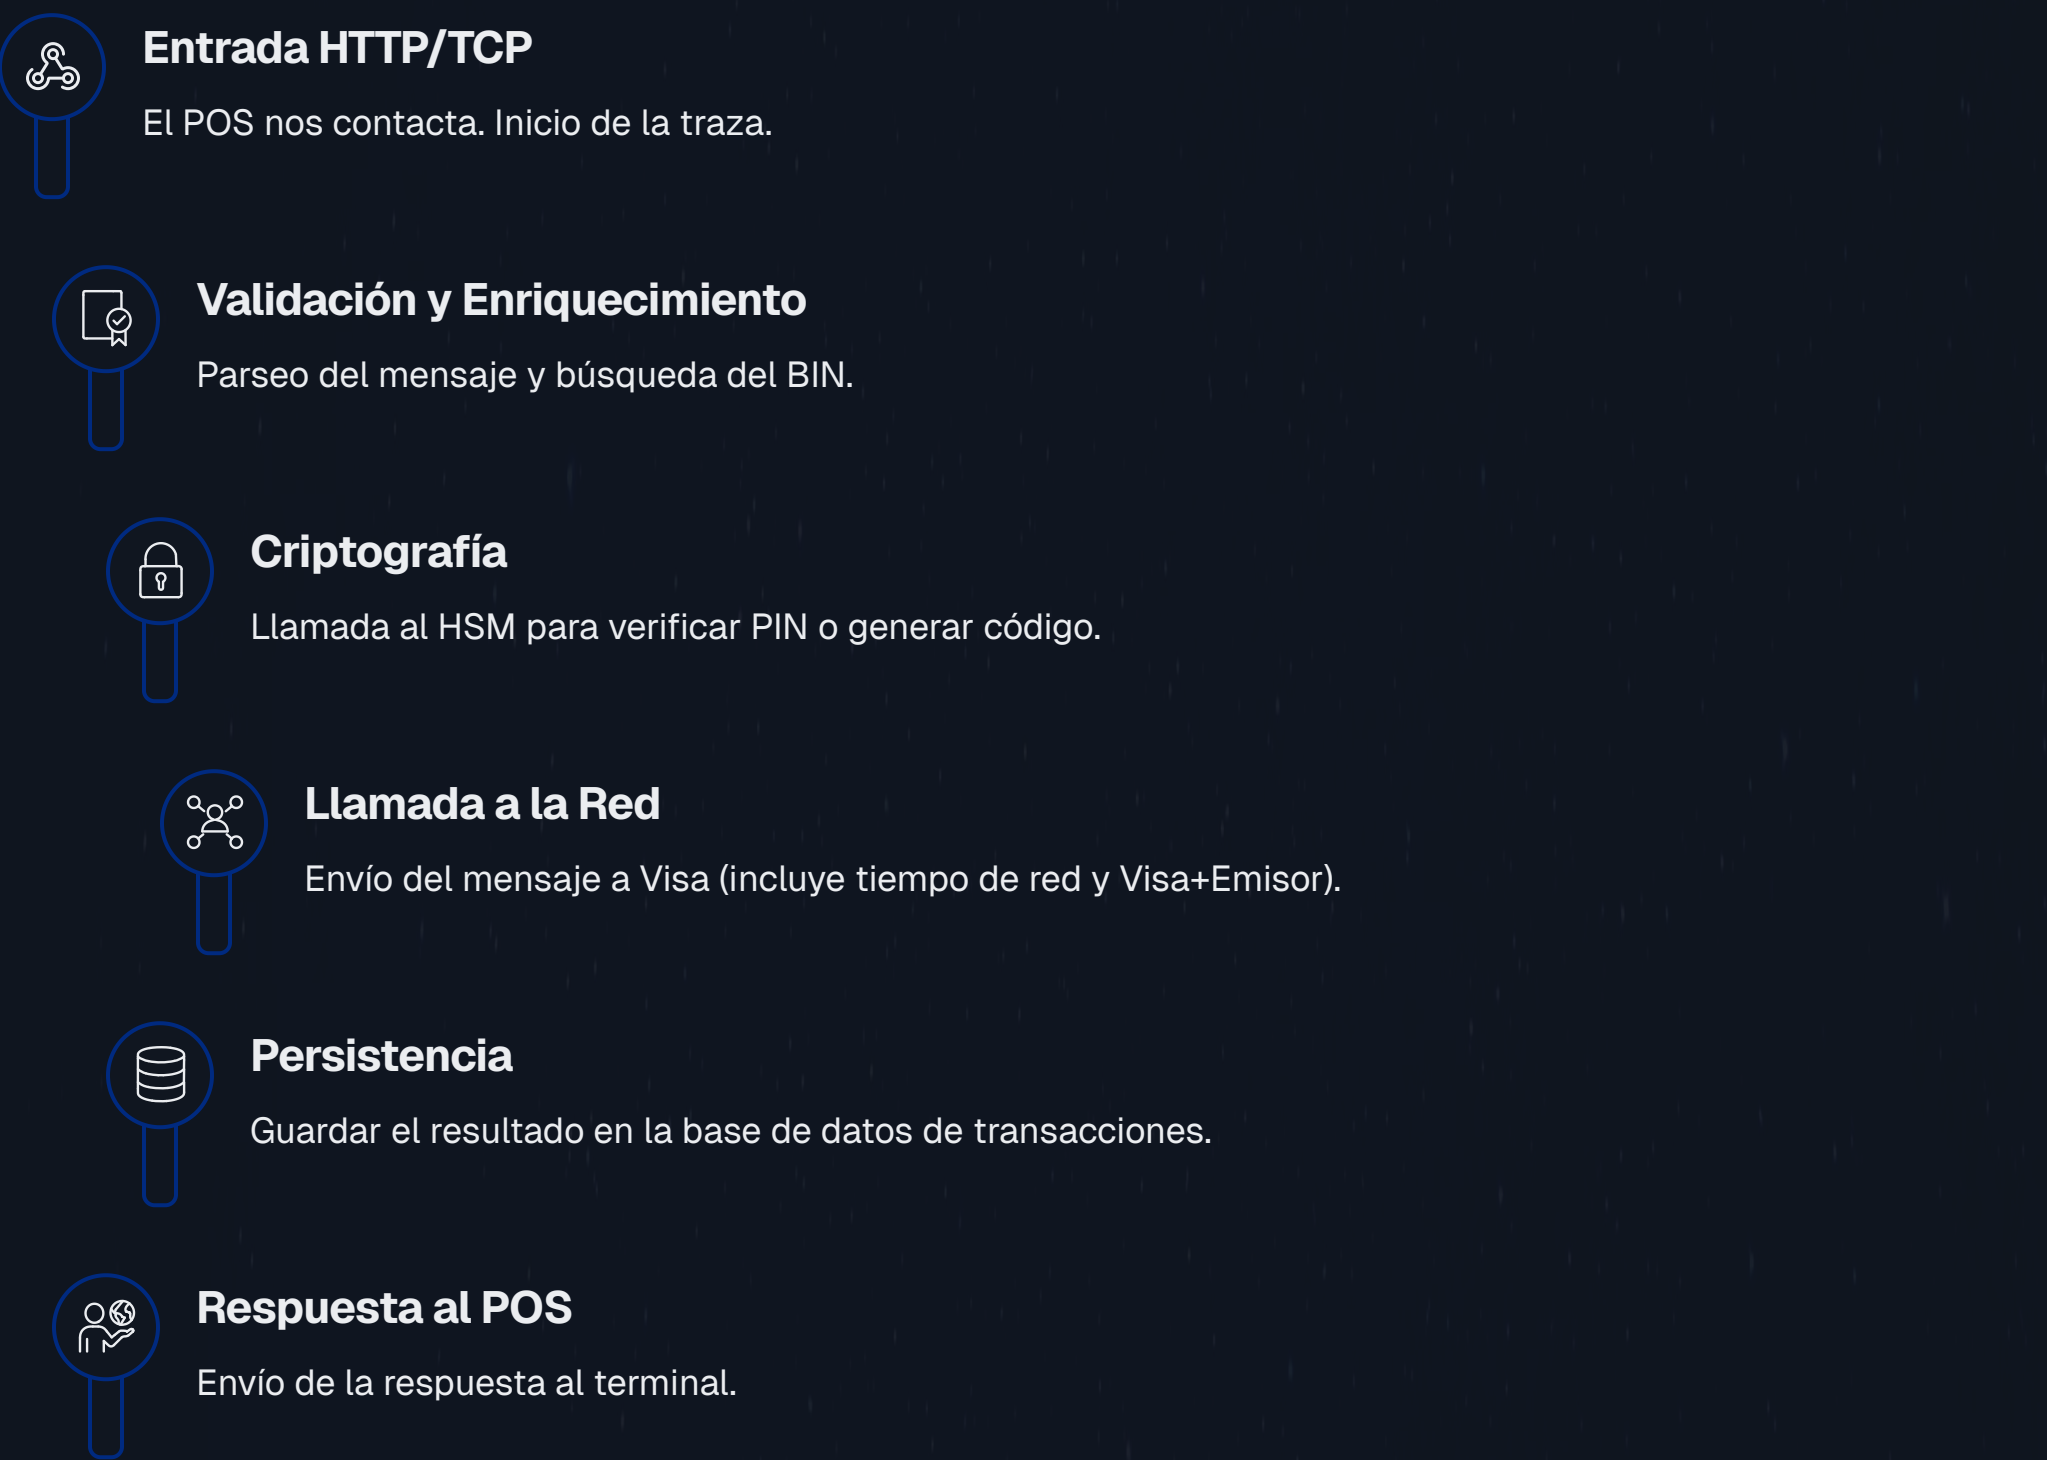 Entrada HTTP/TCP
El POS nos contacta. Inicio de la traza.
Validación y Enriquecimiento
Parseo del mensaje y búsqueda del BIN.
Criptografía
Llamada al HSM para verificar PIN o generar código.
Llamada a la Red
Envío del mensaje a Visa (incluye tiempo de red y Visa+Emisor).
Persistencia
Guardar el resultado en la base de datos de transacciones.
Respuesta al POS
Envío de la respuesta al terminal.